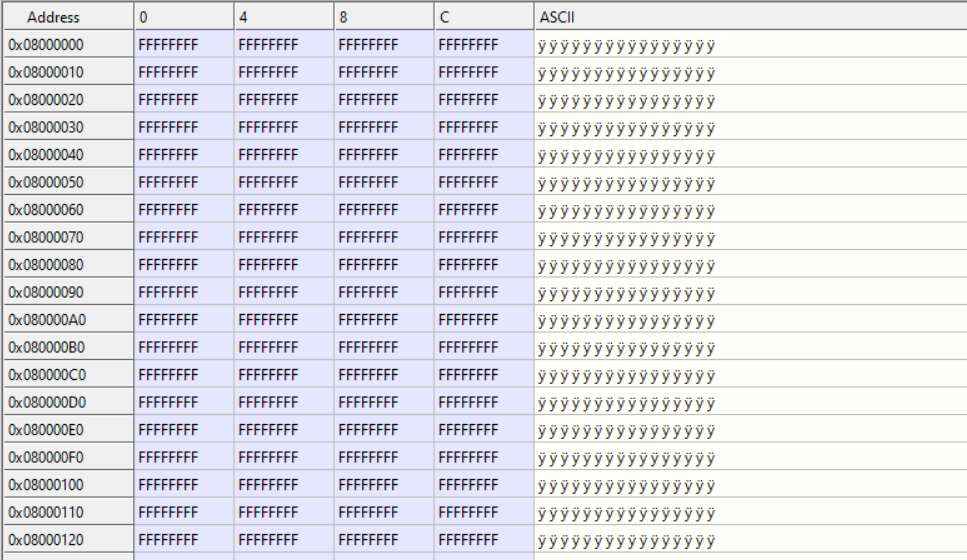 Address 0 4 8 C ASCII
0x08000000 FFFFFFFF FFFFFFFF FFFFFFFF FFFFFFFF ÿÿÿÿÿÿÿÿÿÿÿÿÿÿÿÿ
0x08000010 FFFFFFFF FFFFFFFF FFFFFFFF FFFFFFFF ÿÿÿÿÿÿÿÿÿÿÿÿÿÿÿÿ
0x08000020 FFFFFFFF FFFFFFFF FFFFFFFF FFFFFFFF ÿÿÿÿÿÿÿÿÿÿÿÿÿÿÿÿ
0x08000030 FFFFFFFF FFFFFFFF FFFFFFFF FFFFFFFF ÿÿÿÿÿÿÿÿÿÿÿÿÿÿÿÿ
0x08000040 FFFFFFFF FFFFFFFF FFFFFFFF FFFFFFFF ÿÿÿÿÿÿÿÿÿÿÿÿÿÿÿÿ
0x08000050 FFFFFFFF FFFFFFFF FFFFFFFF FFFFFFFF ÿÿÿÿÿÿÿÿÿÿÿÿÿÿÿÿ
0x08000060 FFFFFFFF FFFFFFFF FFFFFFFF FFFFFFFF ÿÿÿÿÿÿÿÿÿÿÿÿÿÿÿÿ
0x08000070 FFFFFFFF FFFFFFFF FFFFFFFF FFFFFFFF ÿÿÿÿÿÿÿÿÿÿÿÿÿÿÿÿ
0x08000080 FFFFFFFF FFFFFFFF FFFFFFFF FFFFFFFF ÿÿÿÿÿÿÿÿÿÿÿÿÿÿÿÿ
0x08000090 FFFFFFFF FFFFFFFF FFFFFFFF FFFFFFFF ÿÿÿÿÿÿÿÿÿÿÿÿÿÿÿÿ
0x080000A0 FFFFFFFF FFFFFFFF FFFFFFFF FFFFFFFF ÿÿÿÿÿÿÿÿÿÿÿÿÿÿÿÿ
0x080000B0 FFFFFFFF FFFFFFFF FFFFFFFF FFFFFFFF ÿÿÿÿÿÿÿÿÿÿÿÿÿÿÿÿ
0x080000C0 FFFFFFFF FFFFFFFF FFFFFFFF FFFFFFFF ÿÿÿÿÿÿÿÿÿÿÿÿÿÿÿÿ
0x080000D0 FFFFFFFF FFFFFFFF FFFFFFFF FFFFFFFF ÿÿÿÿÿÿÿÿÿÿÿÿÿÿÿÿ
0x080000E0 FFFFFFFF FFFFFFFF FFFFFFFF FFFFFFFF ÿÿÿÿÿÿÿÿÿÿÿÿÿÿÿÿ
0x080000F0 FFFFFFFF FFFFFFFF FFFFFFFF FFFFFFFF ÿÿÿÿÿÿÿÿÿÿÿÿÿÿÿÿ
0x08000100 FFFFFFFF FFFFFFFF FFFFFFFF FFFFFFFF ÿÿÿÿÿÿÿÿÿÿÿÿÿÿÿÿ
0x08000110 FFFFFFFF FFFFFFFF FFFFFFFF FFFFFFFF ÿÿÿÿÿÿÿÿÿÿÿÿÿÿÿÿ
0x08000120 FFFFFFFF FFFFFFFF FFFFFFFF FFFFFFFF ÿÿÿÿÿÿÿÿÿÿÿÿÿÿÿÿ